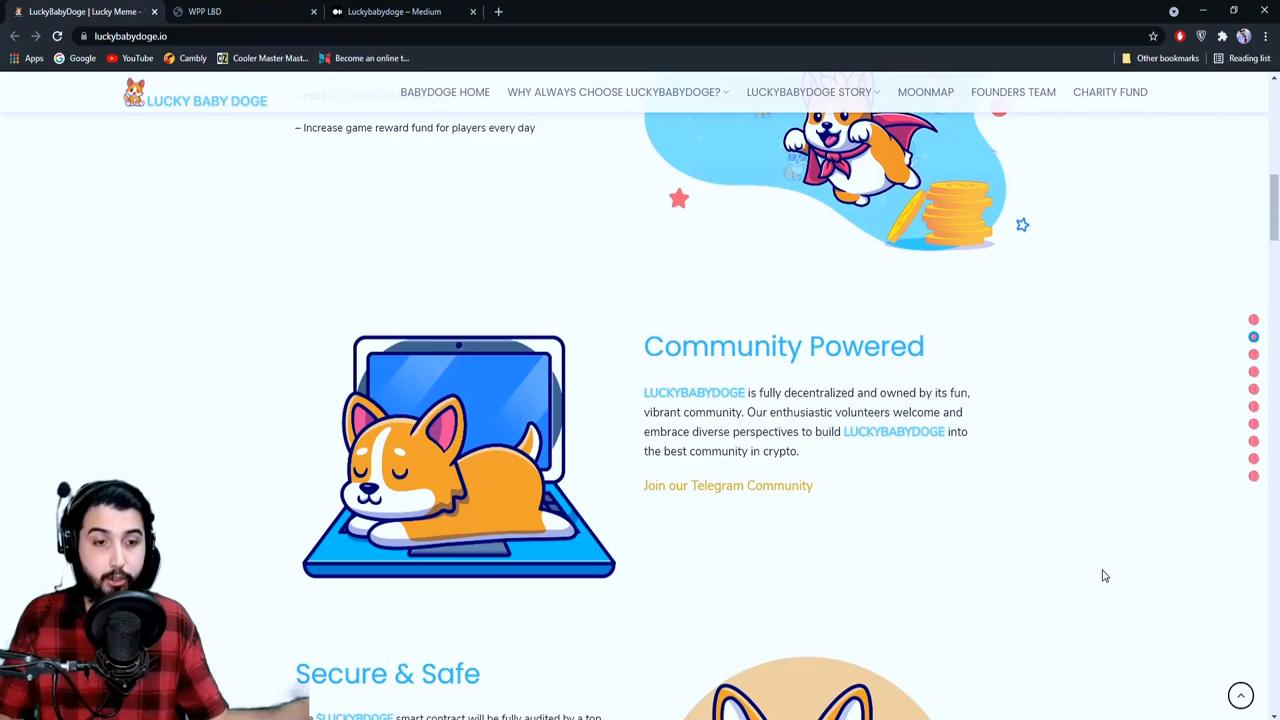 LuckyBabyDoge | Lucky Meme -
WPP LBD
Luckybabydoge – Medium
luckybabydoge.io
Apps
Google
YouTube
Cambly
Cooler Master Mast...
Become an online t...
Other bookmarks
Reading list
LUCKY BABY DOGE
BABYDOGE HOME
WHY ALWAYS CHOOSE LUCKYBABYDOGE?
LUCKYBABYDOGE STORY
MOONMAP
FOUNDERS TEAM
CHARITY FUND
– Hold
– Increase game reward fund for players every day
Community Powered
LUCKYBABYDOGE is fully decentralized and owned by its fun,
vibrant community. Our enthusiastic volunteers welcome and
embrace diverse perspectives to build LUCKYBABYDOGE into
the best community in crypto.
Join our Telegram Community
Secure & Safe
$LUCKYBDOGE smart contract will be fully audited by a top